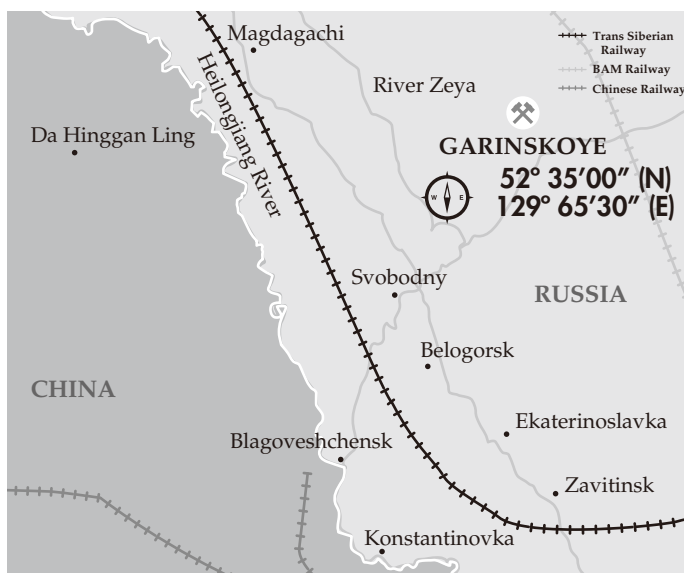 Magdagachi
Trans Siberian
Railway
BAM Railway
Chinese Railway
River Zeya
Heilongjiang River
Da Hinggan Ling
GARINSKOYE
52° 35'00" (N)
129° 65'30" (E)
W E
Svobodny
RUSSIA
Belogorsk
CHINA
Ekaterinoslavka
Blagoveshchensk
Zavitinsk
Konstantinovka